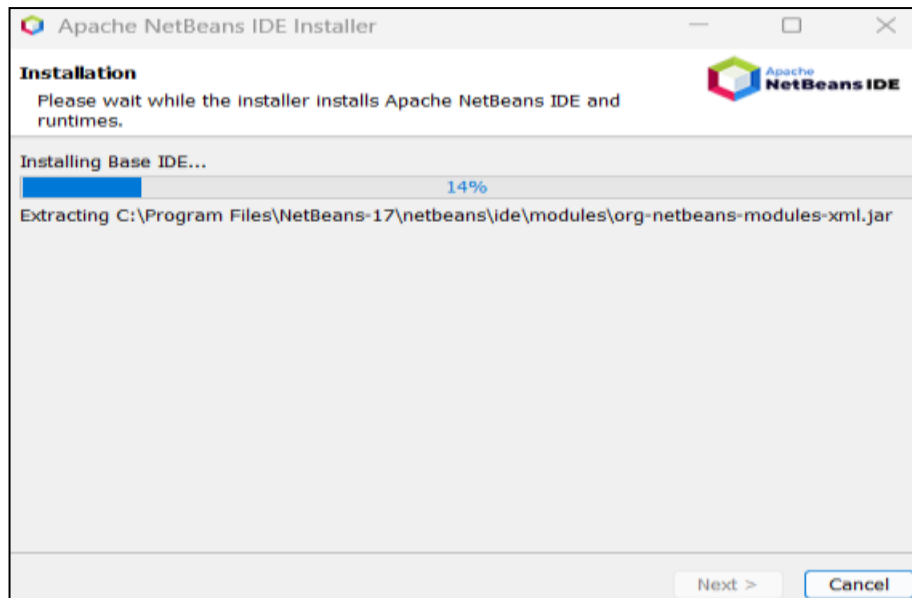 Apache NetBeans IDE Installer
Installation
Please wait while the installer installs Apache NetBeans IDE and
runtimes.
Apache
NetBeans IDE
Installing Base IDE...
14%
Extracting C:\Program Files\NetBeans-17\netbeans\ide\modules\org-netbeans-modules-xml.jar
Next >
Cancel